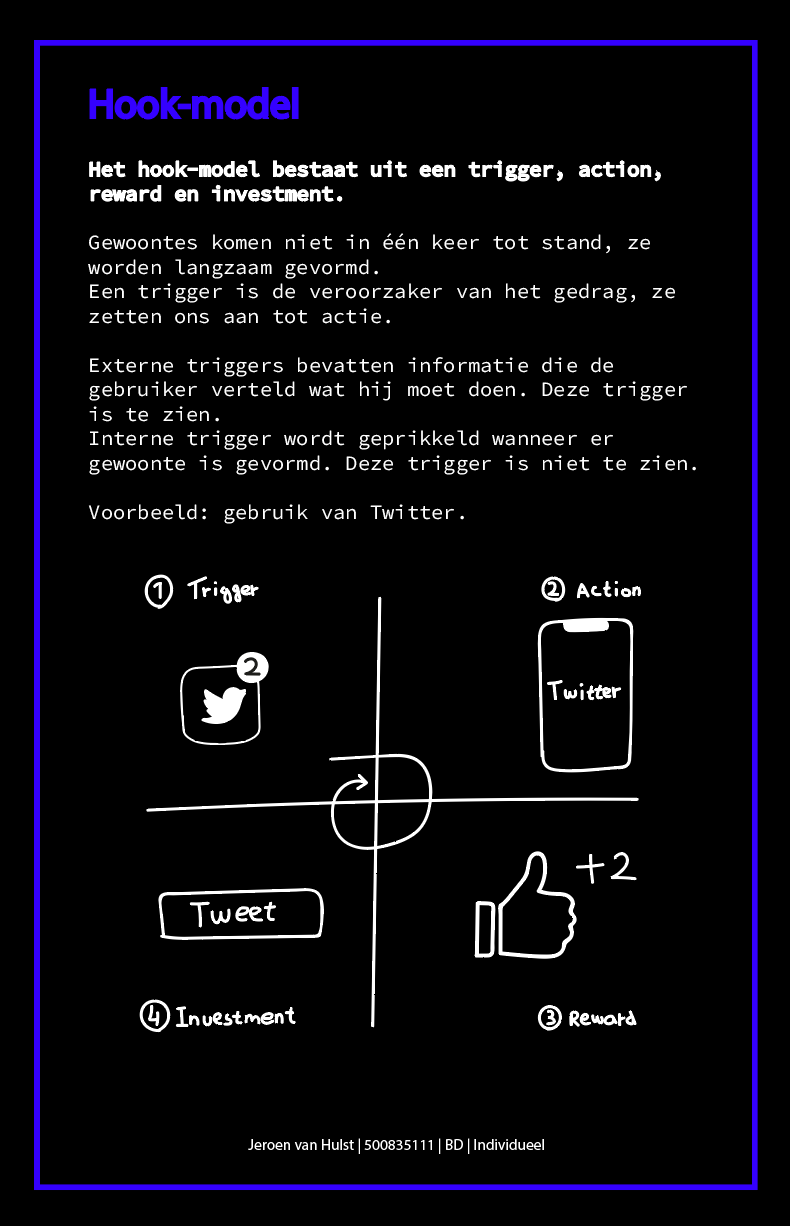 Hook-model
Het hook-model bestaat uit een trigger, action,
reward en investment.
Gewoontes komen niet in één keer tot stand, ze
worden langzaam gevormd.
Een trigger is de veroorzaker van het gedrag, ze
zetten ons aan tot actie.
Externe triggers bevatten informatie die de
gebruiker verteld wat hij moet doen. Deze trigger
is te zien.
Interne trigger wordt geprikkeld wanneer er
gewoonte is gevormd. Deze trigger is niet te zien.
Voorbeeld: gebruik van Twitter.
1 Trigger
2 Action
2
Twitter
+2
Tweet
4 Investment
3 Reward
Jeroen van Hulst | 500835111 | BD | Individueel